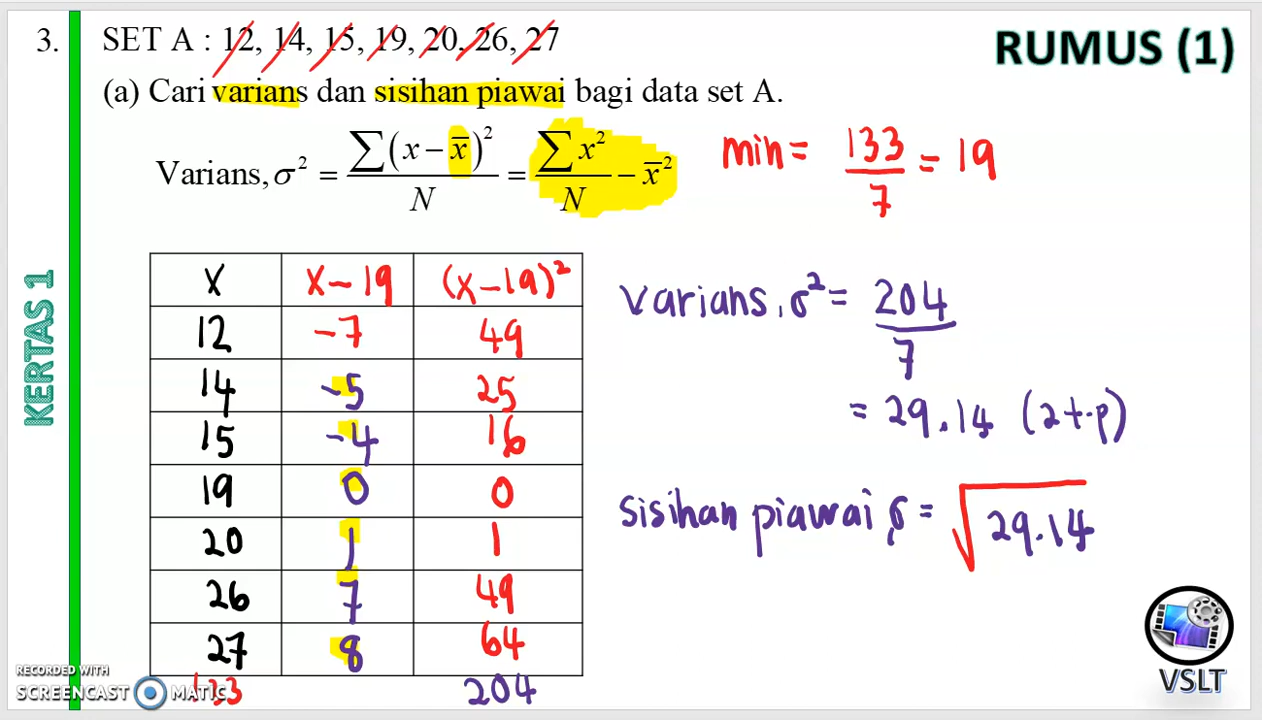 3. SET A : 12, 14, 15, 19, 20, 26, 27
RUMUS (1)
(a) Cari varians dan sisihan piawai bagi data set A.
Varians, σ² = ∑(x − x̄)² / N = ∑x² / N − x̄²
min = 133 / 7 = 19
KERTAS 1
x | x − 19 | (x − 19)²
12 | −7 | 49
14 | −5 | 25
15 | −4 | 16
19 | 0 | 0
20 | 1 | 1
26 | 7 | 49
27 | 8 | 64
133 | 204
varians, σ² = 204 / 7
= 29.14 (2 t.p)
sisihan piawai, σ = √29.14
RECORDED WITH
SCREENCAST MATIC
VSLT